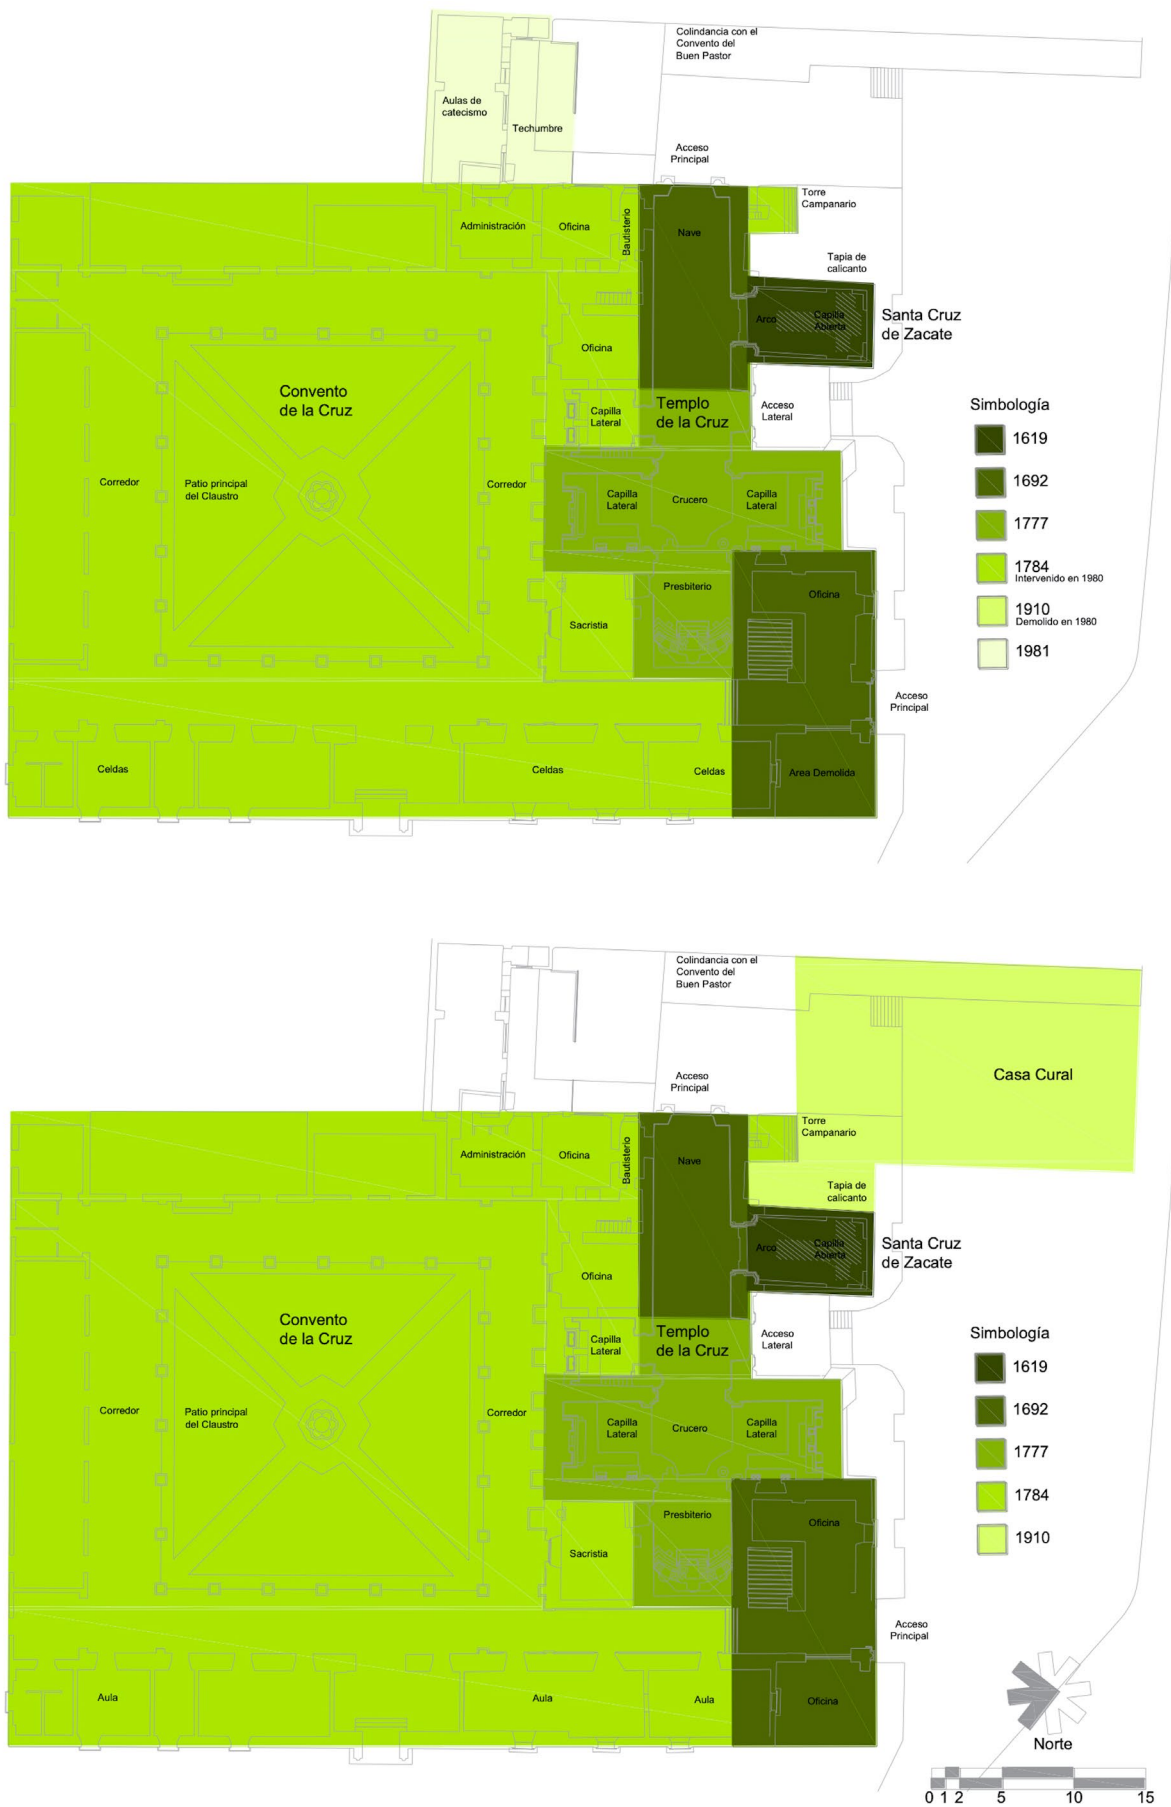 Colindancia con el
Convento del
Buen Pastor
Aulas de
catecismo
Techumbre
Acceso
Principal
Torre
Campanario
Administración
Oficina
Bautisterio
Nave
Tapia de
calicanto
Arco
Capilla
Abierta
Santa Cruz
de Zacate
Oficina
Convento
de la Cruz
Capilla
Lateral
Templo
de la Cruz
Acceso
Lateral
Simbología
1619
1692
1777
1784
Intervenido en 1980
1910
Demolido en 1980
1981
Corredor
Patio principal
del Claustro
Corredor
Capilla
Lateral
Crucero
Capilla
Lateral
Presbiterio
Oficina
Sacristia
Acceso
Principal
Celdas
Celdas
Celdas
Area Demolida
Colindancia con el
Convento del
Buen Pastor
Acceso
Principal
Casa Cural
Torre
Campanario
Administración
Oficina
Bautisterio
Nave
Tapia de
calicanto
Arco
Capilla
Abierta
Santa Cruz
de Zacate
Oficina
Convento
de la Cruz
Capilla
Lateral
Templo
de la Cruz
Acceso
Lateral
Simbología
1619
1692
1777
1784
1910
Corredor
Patio principal
del Claustro
Corredor
Capilla
Lateral
Crucero
Capilla
Lateral
Presbiterio
Oficina
Sacristia
Acceso
Principal
Aula
Aula
Aula
Oficina
Norte
0 1 2 5 10 15